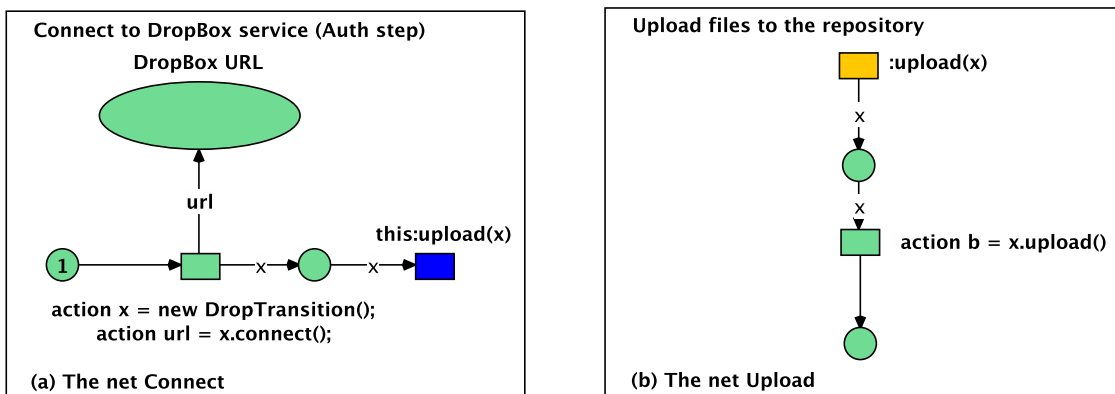 Connect to DropBox service (Auth step)
DropBox URL
url
this:upload(x)
1
x
x
action x = new DropTransition();
action url = x.connect();
(a) The net Connect
Upload files to the repository
:upload(x)
x
x
action b = x.upload()
(b) The net Upload